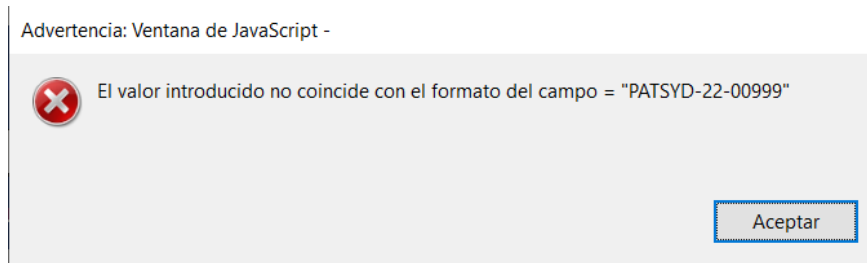 Advertencia: Ventana de JavaScript -
El valor introducido no coincide con el formato del campo = "PATSYD-22-00999"
Aceptar